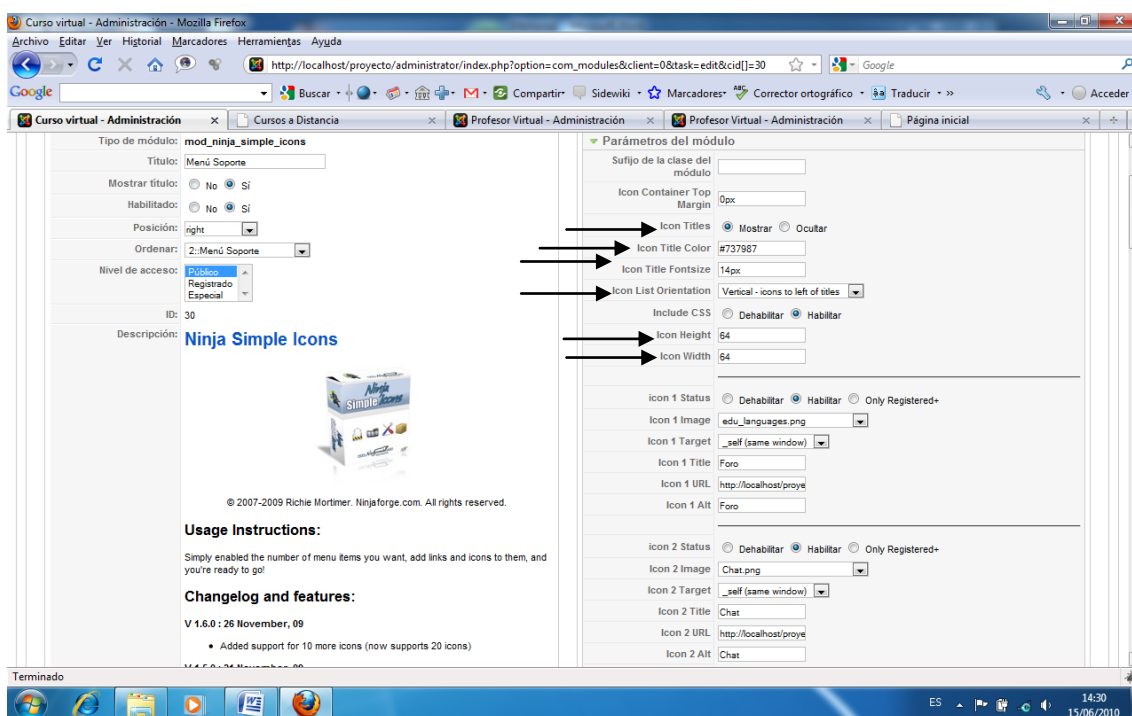 Curso virtual - Administración - Mozilla Firefox
Archivo Editar Ver Historial Marcadores Herramientas Ayuda
http://localhost/proyecto/administrator/index.php?option=com_modules&client=0&task=edit&cid[]=30 Google
Google Buscar Compartir Sidewiki Marcadores Corrector ortográfico Traducir » Acceder
Curso virtual - Administración Cursos a Distancia Profesor Virtual - Administración Profesor Virtual - Administración Página inicial
Tipo de módulo: mod_ninja_simple_icons
Titulo: Menú Soporte
Mostrar título: No Sí
Habilitado: No Sí
Posición: right
Ordenar: 2::Menú Soporte
Nivel de acceso: Público
Registrado
Especial
ID: 30
Descripción: Ninja Simple Icons
Ninja
Simple Icons
© 2007-2009 Richie Mortimer. Ninjaforge.com. All rights reserved.
Usage Instructions:
Simply enabled the number of menu items you want, add links and icons to them, and
you're ready to go!
Changelog and features:
V 1.6.0 : 26 November, 09
• Added support for 10 more icons (now supports 20 icons)
Parámetros del módulo
Sufijo de la clase del
módulo
Icon Container Top
Margin 0px
Icon Titles Mostrar Ocultar
Icon Title Color #737987
Icon Title Fontsize 14px
Icon List Orientation Vertical - icons to left of titles
Include CSS Dehabilitar Habilitar
Icon Height 64
Icon Width 64
icon 1 Status Dehabilitar Habilitar Only Registered+
Icon 1 Image edu_languages.png
Icon 1 Target _self (same window)
Icon 1 Title Foro
Icon 1 URL http://localhost/proye
Icon 1 Alt Foro
icon 2 Status Dehabilitar Habilitar Only Registered+
Icon 2 Image Chat.png
Icon 2 Target _self (same window)
Icon 2 Title Chat
Icon 2 URL http://localhost/proye
Icon 2 Alt Chat
Terminado
ES 14:30
15/06/2010